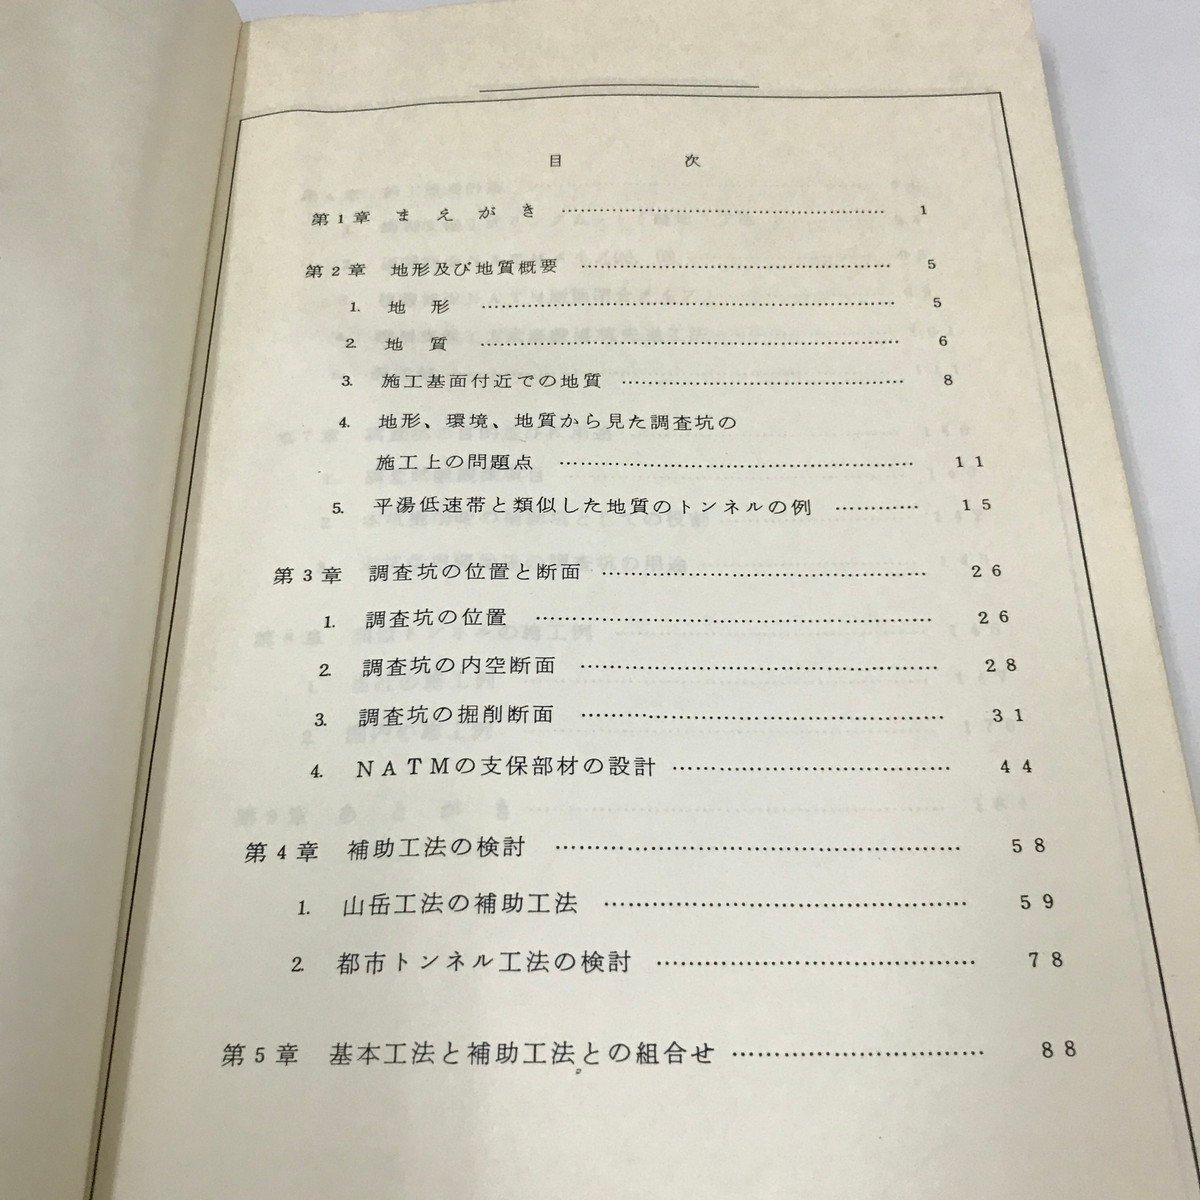 目 次
第1章 まえがき …………………………………… 1
第2章 地形及び地質概要 …………………………………… 5
1. 地形 …………………………………… 5
2. 地質 …………………………………… 6
3. 施工基面付近での地質 …………………………………… 8
4. 地形、環境、地質から見た調査坑の
施工上の問題点 …………………………………… 11
5. 平湯低速帯と類似した地質のトンネルの例 ………… 15
第3章 調査坑の位置と断面 …………………………………… 26
1. 調査坑の位置 …………………………………… 26
2. 調査坑の内空断面 …………………………………… 28
3. 調査坑の掘削断面 …………………………………… 31
4. NATMの支保部材の設計 …………………………………… 44
第4章 補助工法の検討 …………………………………… 58
1. 山岳工法の補助工法 …………………………………… 59
2. 都市トンネル工法の検討 …………………………………… 78
第5章 基本工法と補助工法との組合せ …………………………… 88